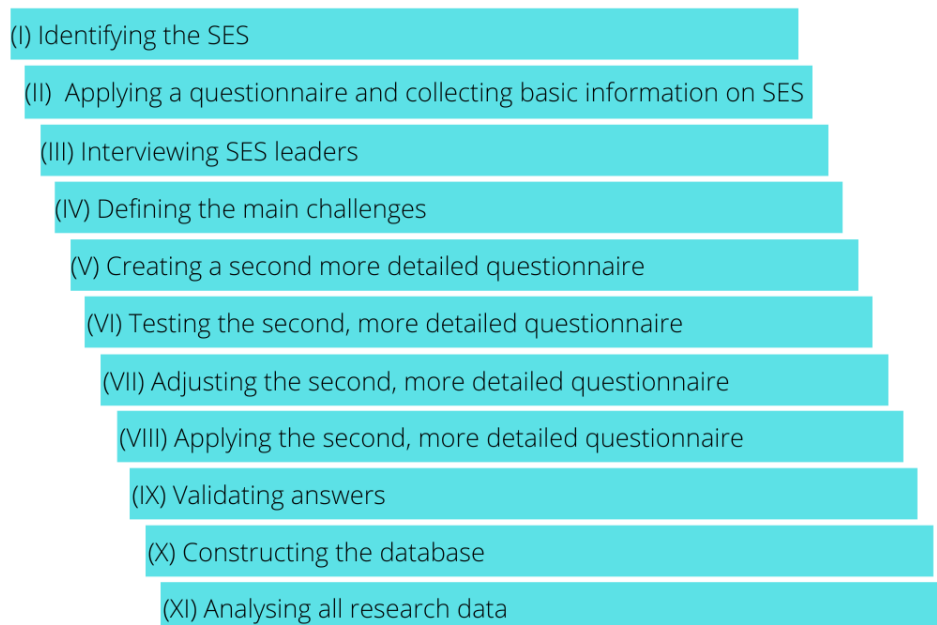 (I) Identifying the SES
(II) Applying a questionnaire and collecting basic information on SES
(III) Interviewing SES leaders
(IV) Defining the main challenges
(V) Creating a second more detailed questionnaire
(VI) Testing the second, more detailed questionnaire
(VII) Adjusting the second, more detailed questionnaire
(VIII) Applying the second, more detailed questionnaire
(IX) Validating answers
(X) Constructing the database
(XI) Analysing all research data